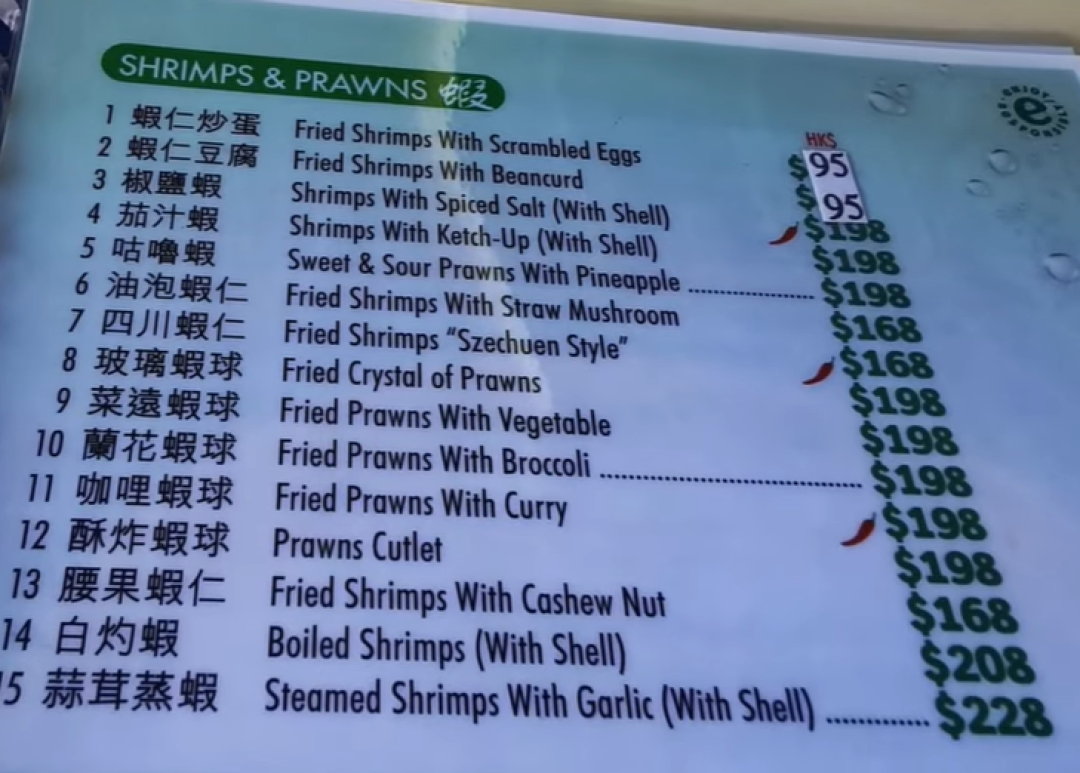 SHRIMPS & PRAWNS 蝦
HK$
1 蝦仁炒蛋 Fried Shrimps With Scrambled Eggs $95
2 蝦仁豆腐 Fried Shrimps With Beancurd $95
3 椒鹽蝦 Shrimps With Spiced Salt (With Shell) $198
4 茄汁蝦 Shrimps With Ketch-Up (With Shell) $198
5 咕嚕蝦 Sweet & Sour Prawns With Pineapple .................... $198
6 油泡蝦仁 Fried Shrimps With Straw Mushroom $168
7 四川蝦仁 Fried Shrimps “Szechuen Style” $168
8 玻璃蝦球 Fried Crystal of Prawns $198
9 菜遠蝦球 Fried Prawns With Vegetable $198
10 蘭花蝦球 Fried Prawns With Broccoli ........................................ $198
11 咖哩蝦球 Fried Prawns With Curry $198
12 酥炸蝦球 Prawns Cutlet $198
13 腰果蝦仁 Fried Shrimps With Cashew Nut $168
14 白灼蝦 Boiled Shrimps (With Shell) $208
15 蒜茸蒸蝦 Steamed Shrimps With Garlic (With Shell) ............. $228